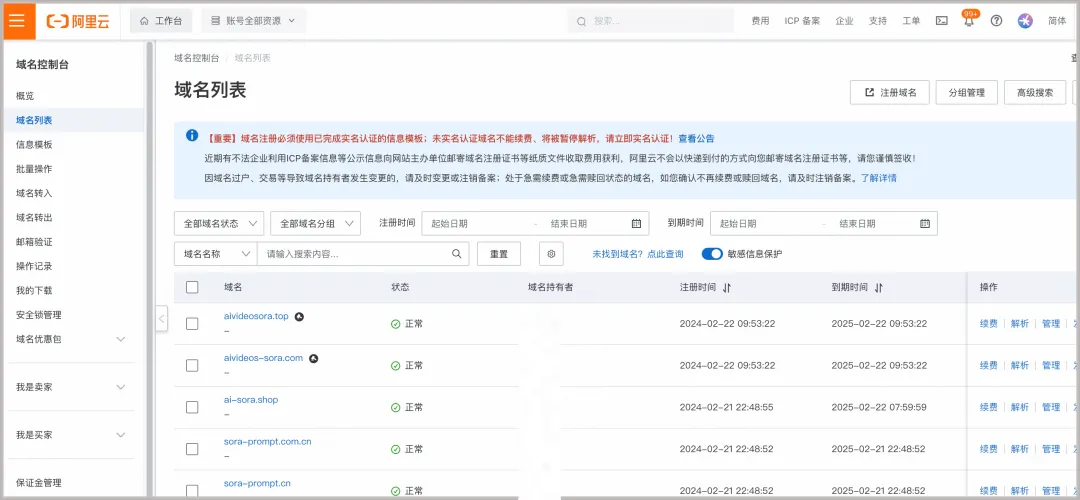 阿里云 工作台 账号全部资源 搜索... 费用 ICP 备案 企业 支持 工单 99+ 简体
域名控制台
概览
域名列表
信息模板
批量操作
域名转入
域名转出
邮箱验证
操作记录
我的下载
安全锁管理
域名优惠包
我是卖家
我是买家
保证金管理
域名控制台 / 域名列表
域名列表
注册域名 分组管理 高级搜索
【重要】域名注册必须使用已完成实名认证的信息模板；未实名认证域名不能续费、将被暂停解析，请立即实名认证！查看公告
近期有不法企业利用ICP备案信息等公示信息向网站主办单位邮寄域名注册证书等纸质文件收取费用获利，阿里云不会以快递到付的方式向您邮寄域名注册证书等，请您谨慎签收！
因域名过户、交易等导致域名持有者发生变更的，请及时变更或注销备案；处于急需续费或急需赎回状态的域名，如您确认不再续费或赎回域名，请及时注销备案。了解详情
全部域名状态 全部域名分组 注册时间 起始日期 - 结束日期 到期时间 起始日期 - 结束日期
域名名称 请输入搜索内容... 重置 未找到域名？点此查询 敏感信息保护
域名 状态 域名持有者 注册时间 到期时间 操作
aivideosora.top 正常 2024-02-22 09:53:22 2025-02-22 09:53:22 续费 解析 管理
–
aivideos-sora.com 正常 2024-02-22 09:53:22 2025-02-22 09:53:22 续费 解析 管理
–
ai-sora.shop 正常 2024-02-21 22:48:55 2025-02-22 07:59:59 续费 解析 管理
–
sora-prompt.com.cn 正常 2024-02-21 22:48:52 2025-02-21 22:48:52 续费 解析 管理
–
sora-prompt.cn 正常 2024-02-21 22:48:52 2025-02-21 22:48:52 续费 解析 管理